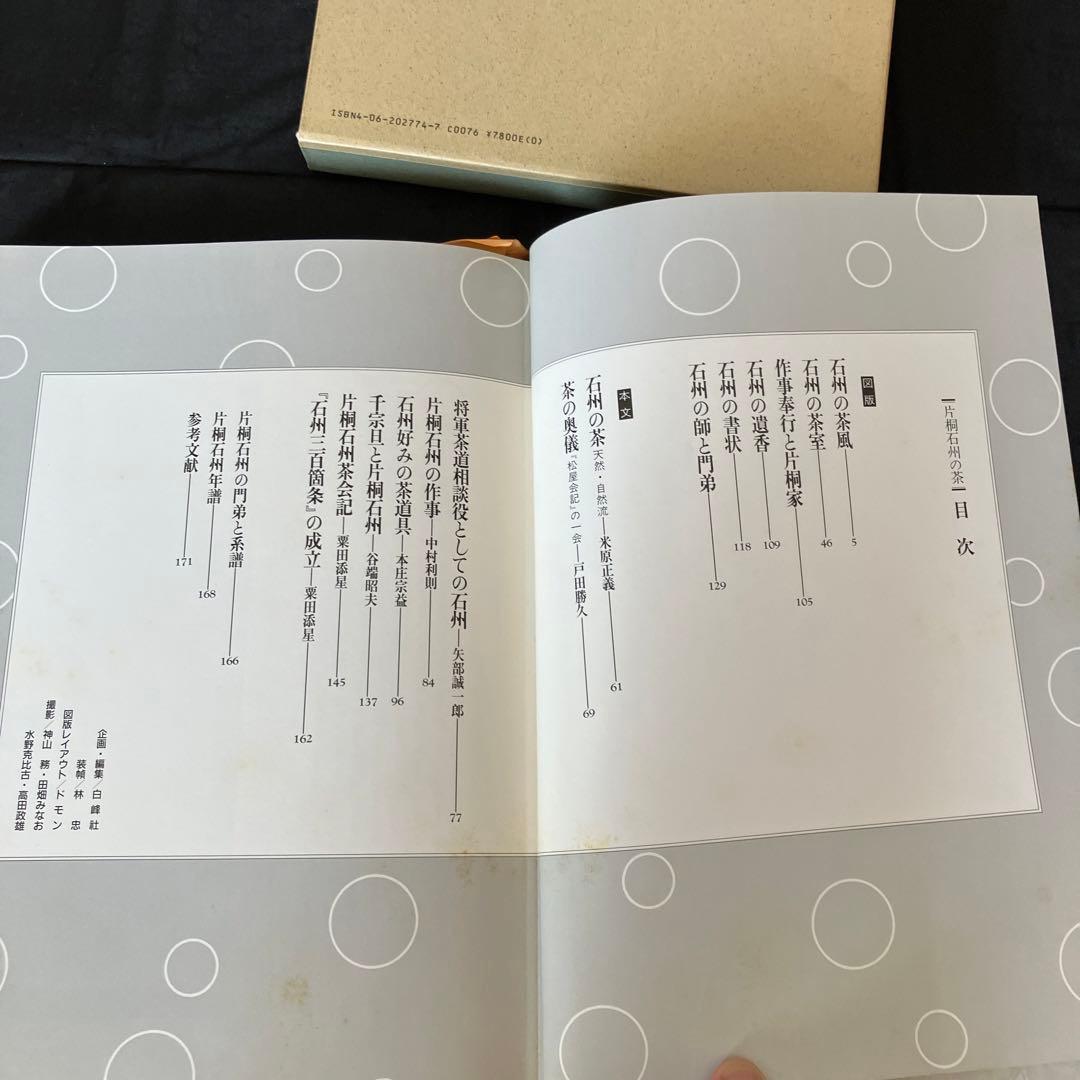 ISBN4-06-202774-7 C0076 ¥7800E(0)
片桐石州の茶 目次
図版
石州の茶風 5
石州の茶室 46
作事奉行と片桐家 105
石州の遺香 109
石州の書状 118
石州の師と門弟 129
本文
石州の茶 天然・自然流 米原正義 61
茶の奥儀 『松屋会記』の一会 戸田勝久 69
将軍茶道相談役としての石州 矢部誠一郎 77
片桐石州の作事 中村利則 84
石州好みの茶道具 本庄宗益 96
千宗旦と片桐石州 谷端昭夫 137
片桐石州茶会記 粟田添星 145
『石州三百箇条』の成立 粟田添星 162
片桐石州の門弟と系譜 166
片桐石州年譜 168
参考文献 171
企画・編集/白峰社
装幀/林 忠
図版レイアウト/ドモン
撮影/神山 務・田畑みなお
水野克比古・高田政雄